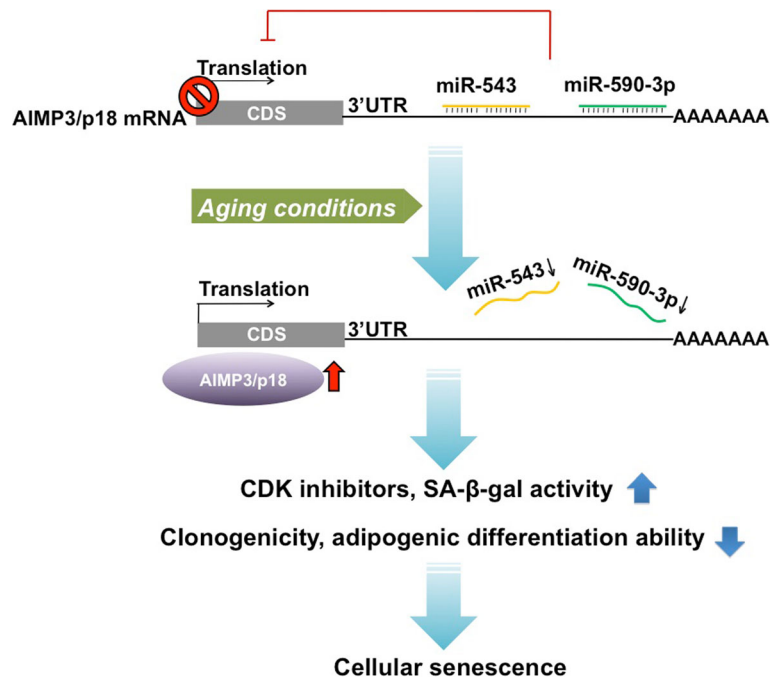 Translation
miR-543
miR-590-3p
AIMP3/p18 mRNA
CDS
3’UTR
AAAAAAA
Aging conditions
Translation
miR-543↓
miR-590-3p↓
CDS
3’UTR
AAAAAAA
AIMP3/p18
CDK inhibitors, SA-β-gal activity
Clonogenicity, adipogenic differentiation ability
Cellular senescence